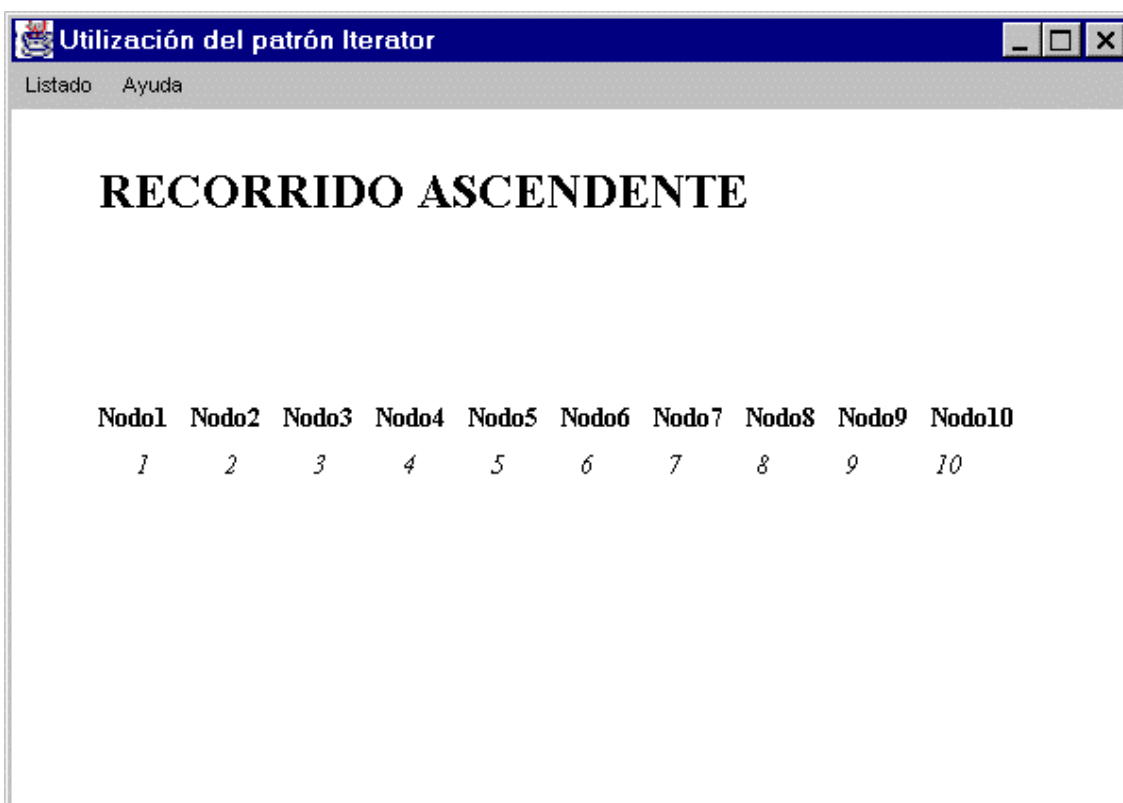 Utilización del patrón Iterator
Listado Ayuda
RECORRIDO ASCENDENTE
Nodo1 Nodo2 Nodo3 Nodo4 Nodo5 Nodo6 Nodo7 Nodo8 Nodo9 Nodo10
1 2 3 4 5 6 7 8 9 10